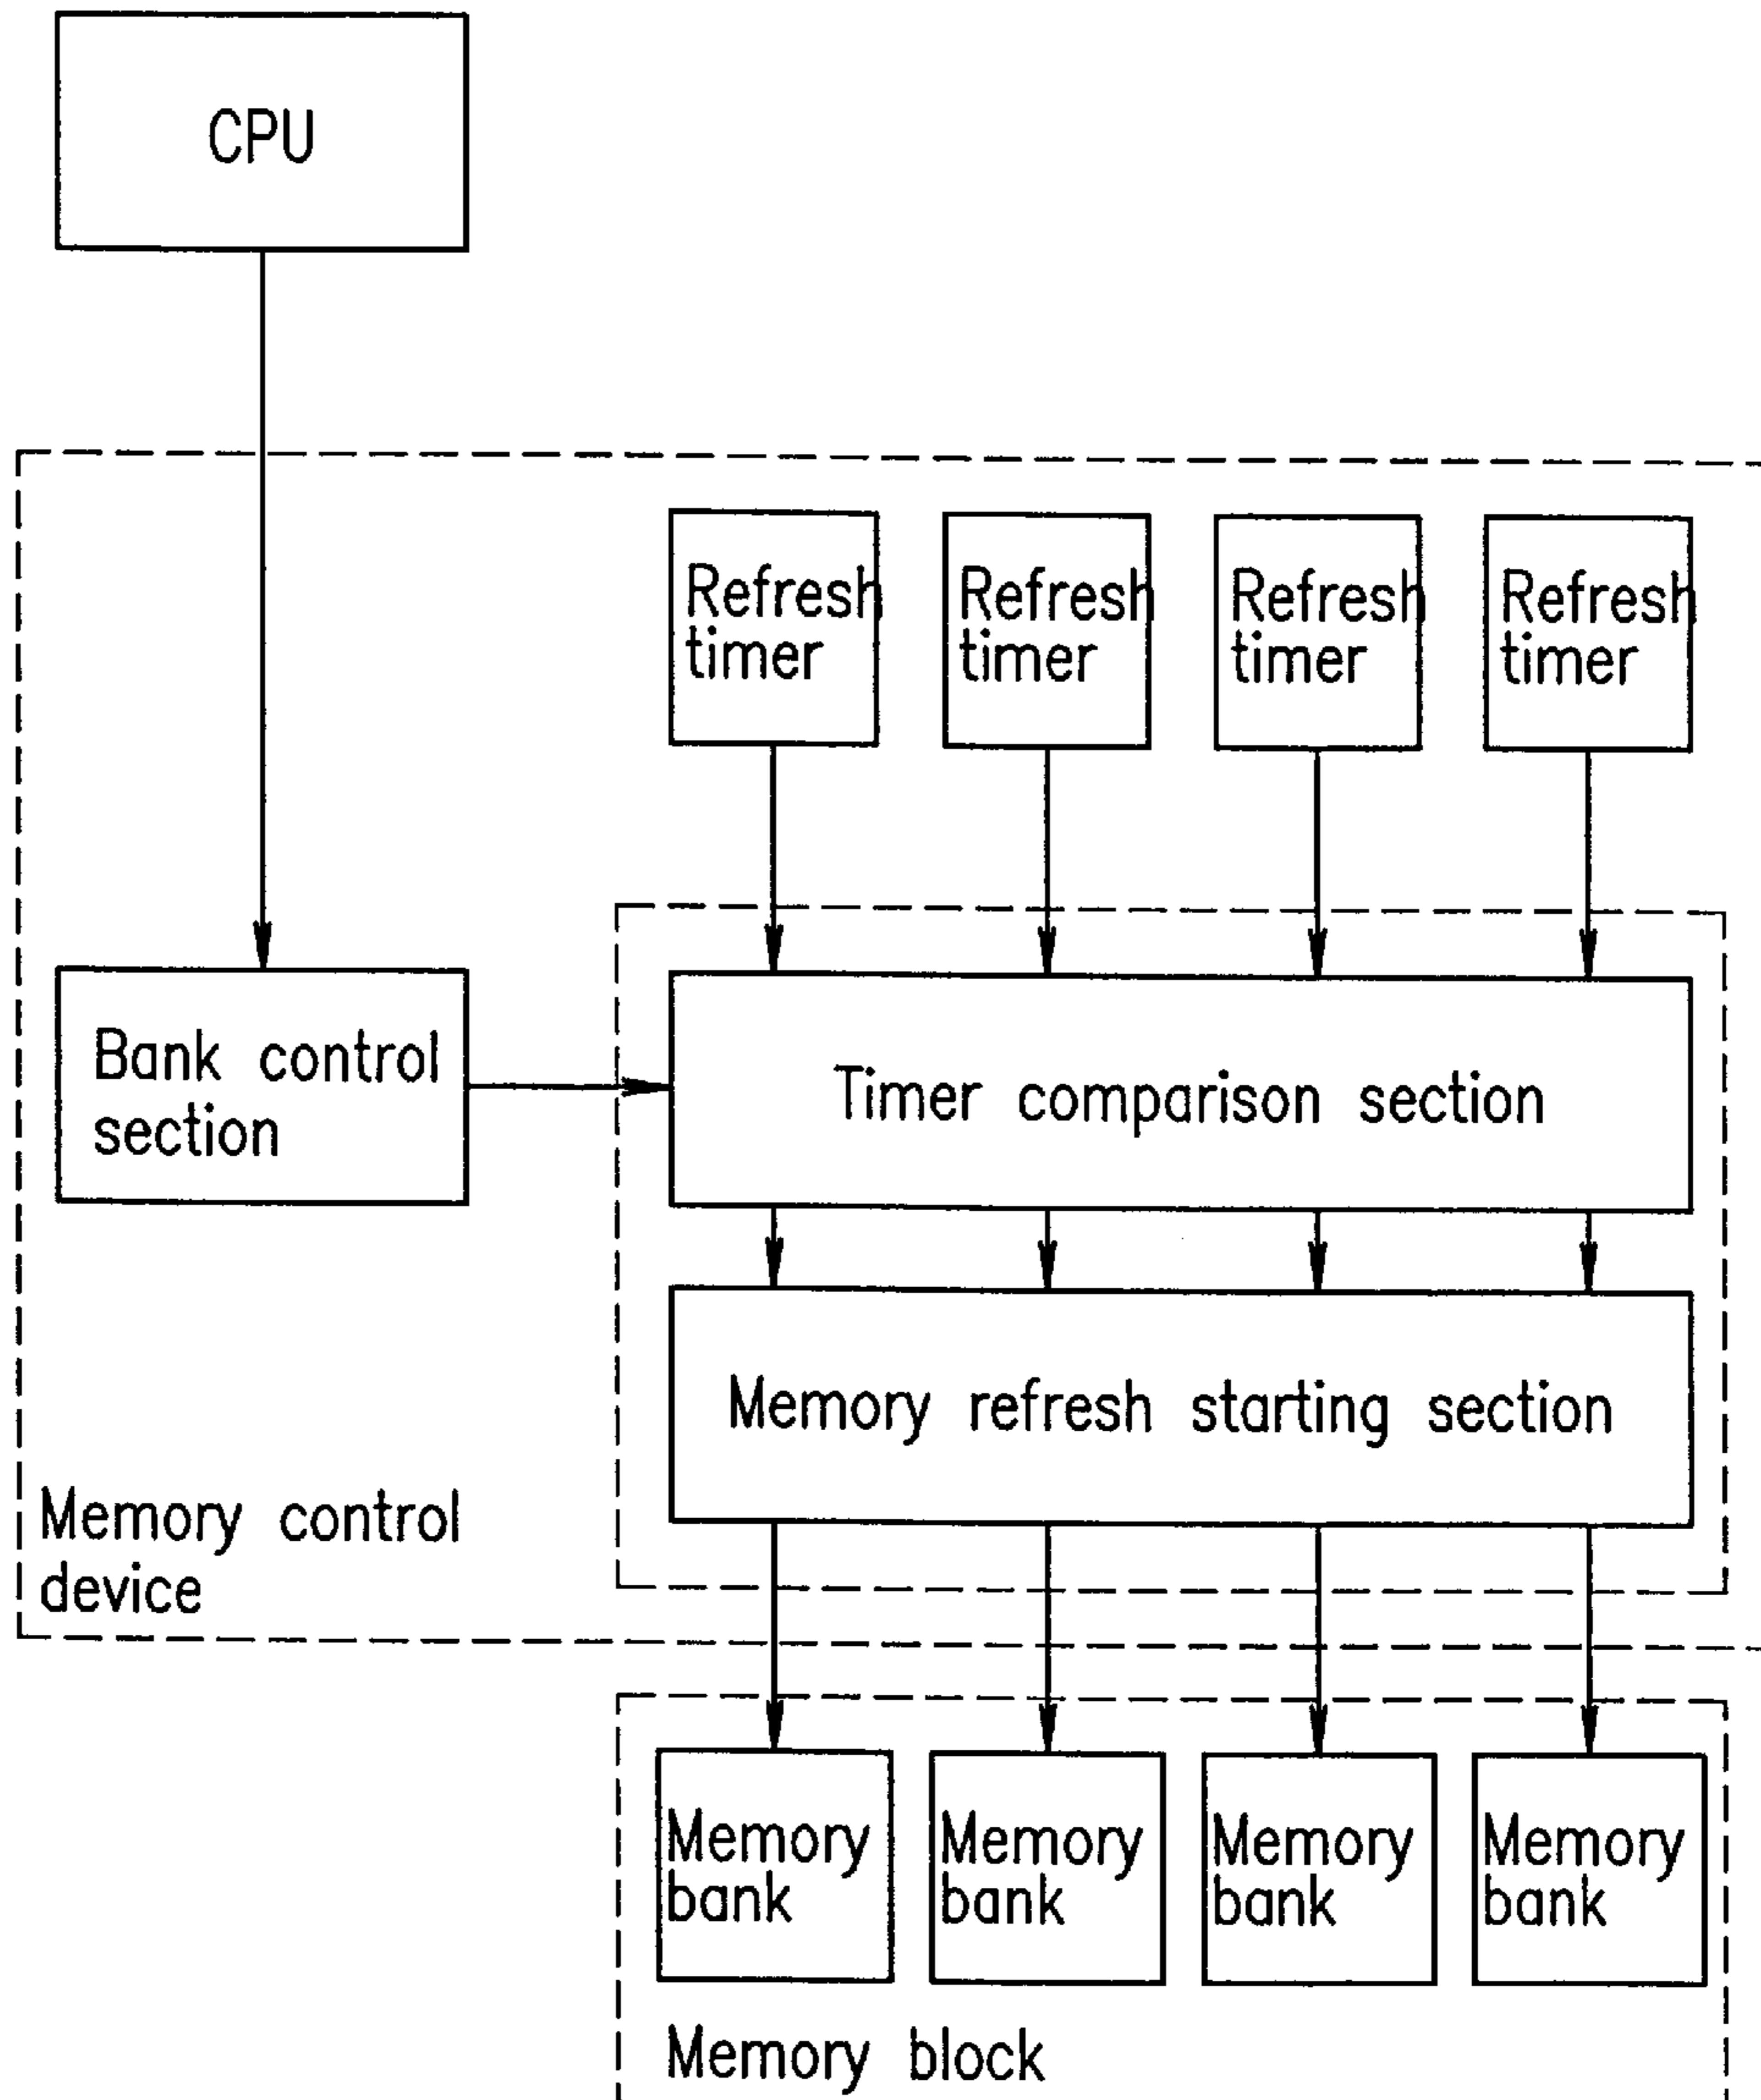 CPU
Refresh
timer
Refresh
timer
Refresh
timer
Refresh
timer
Bank control
section
Timer comparison section
Memory refresh starting section
Memory control
device
Memory
bank
Memory
bank
Memory
bank
Memory
bank
Memory block